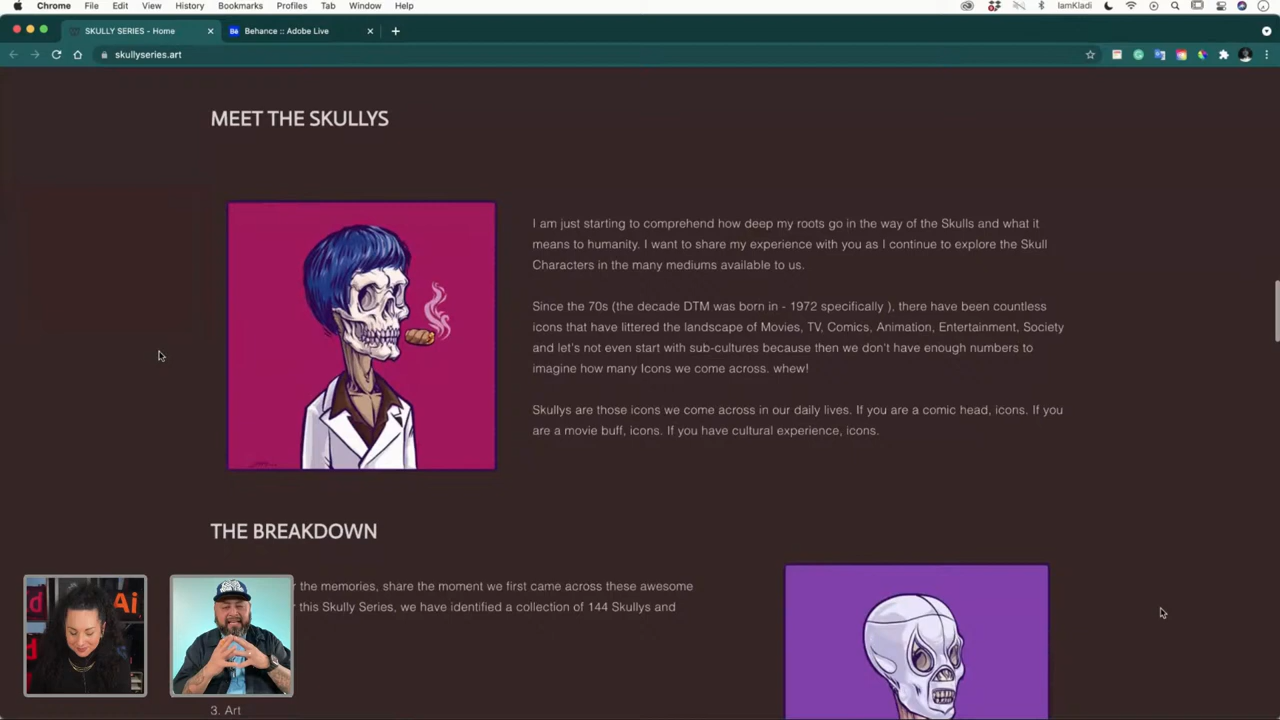 Chrome File Edit View History Bookmarks Profiles Tab Window Help IamKladi
SKULLY SERIES - Home
Bē Behance :: Adobe Live
skullyseries.art
MEET THE SKULLYS
I am just starting to comprehend how deep my roots go in the way of the Skulls and what it
means to humanity. I want to share my experience with you as I continue to explore the Skull
Characters in the many mediums available to us.
Since the 70s (the decade DTM was born in - 1972 specifically ), there have been countless
icons that have littered the landscape of Movies, TV, Comics, Animation, Entertainment, Society
and let's not even start with sub-cultures because then we don't have enough numbers to
imagine how many Icons we come across. whew!
Skullys are those icons we come across in our daily lives. If you are a comic head, icons. If you
are a movie buff, icons. If you have cultural experience, icons.
THE BREAKDOWN
r the memories, share the moment we first came across these awesome
r this Skully Series, we have identified a collection of 144 Skullys and
3. Art
d Ai
d